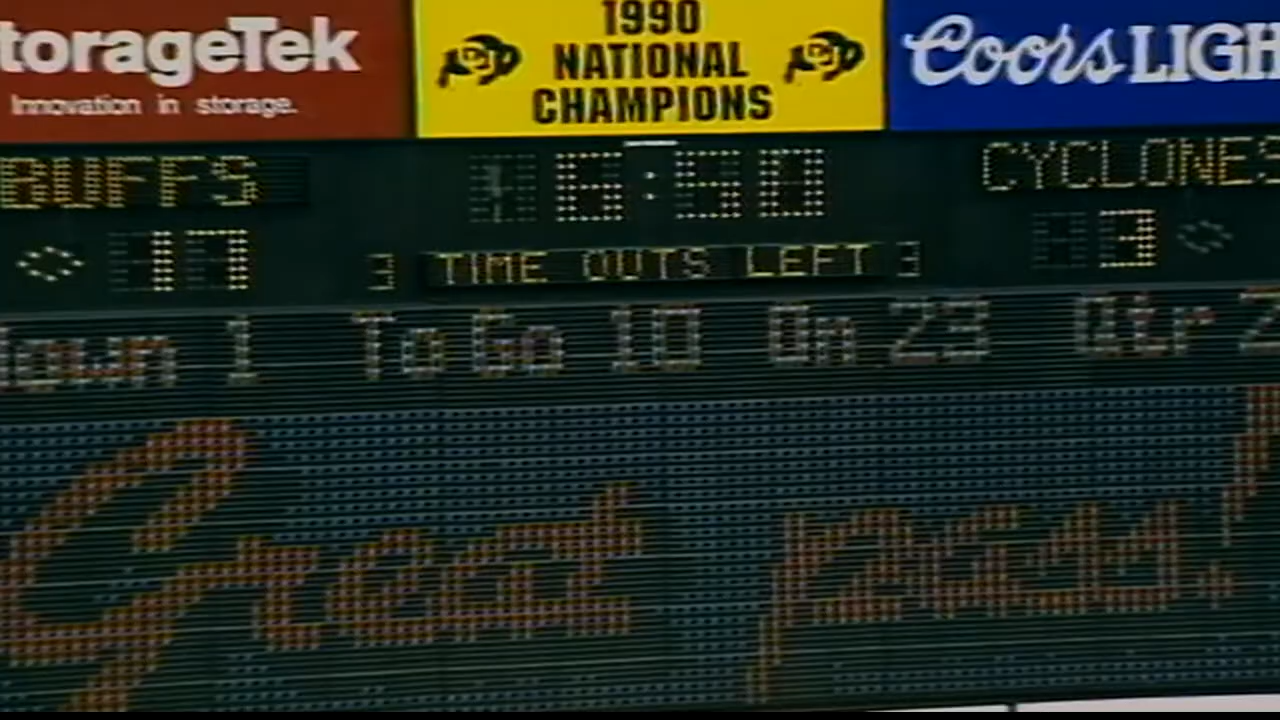 torageTek
Innovation in storage.
1990
NATIONAL
CHAMPIONS
Coors LIGH
BUFFS
6:50
CYCLONES
17
3 TIME OUTS LEFT 3
3
Down 1 To Go 10 On 23 Qtr 2
Great pass!